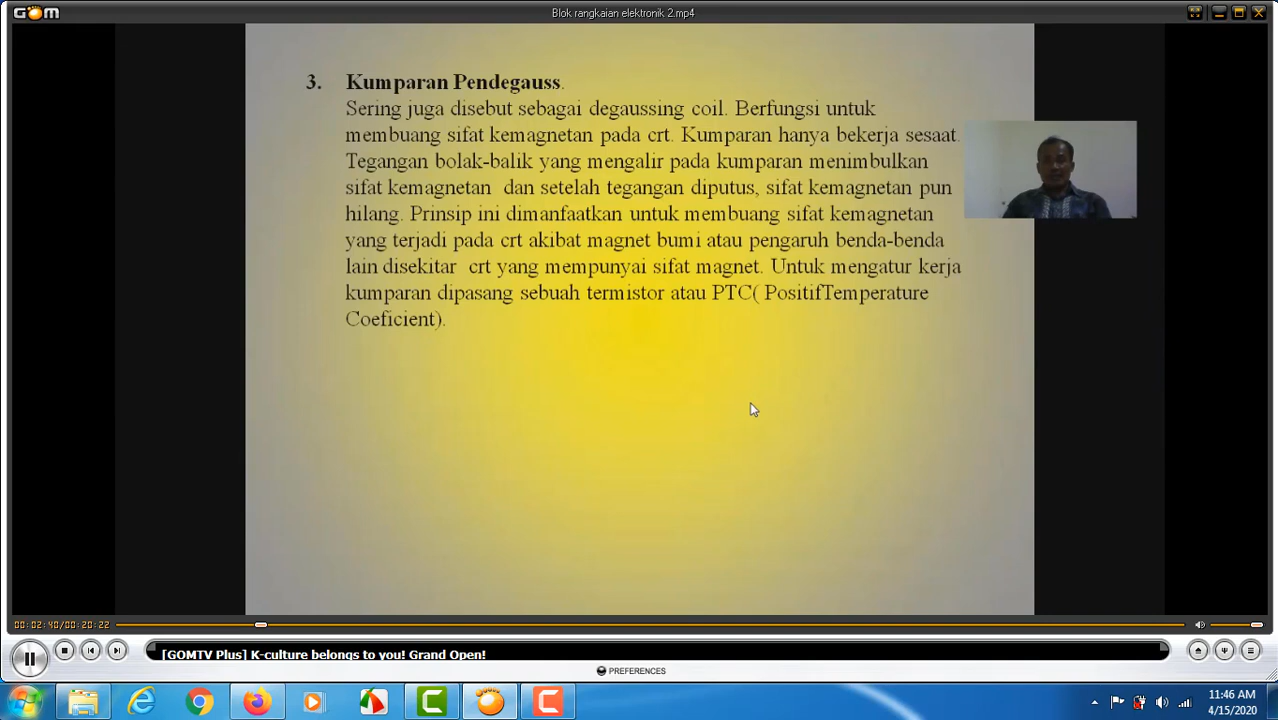 GOM
Blok rangkaian elektronik 2.mp4
3. Kumparan Pendegauss.
Sering juga disebut sebagai degaussing coil. Berfungsi untuk
membuang sifat kemagnetan pada crt. Kumparan hanya bekerja sesaat.
Tegangan bolak-balik yang mengalir pada kumparan menimbulkan
sifat kemagnetan dan setelah tegangan diputus, sifat kemagnetan pun
hilang. Prinsip ini dimanfaatkan untuk membuang sifat kemagnetan
yang terjadi pada crt akibat magnet bumi atau pengaruh benda-benda
lain disekitar crt yang mempunyai sifat magnet. Untuk mengatur kerja
kumparan dipasang sebuah termistor atau PTC( PositifTemperature
Coeficient).
00:02:40/00:20:22
[GOMTV Plus] K-culture belongs to you! Grand Open!
PREFERENCES
11:46 AM
4/15/2020